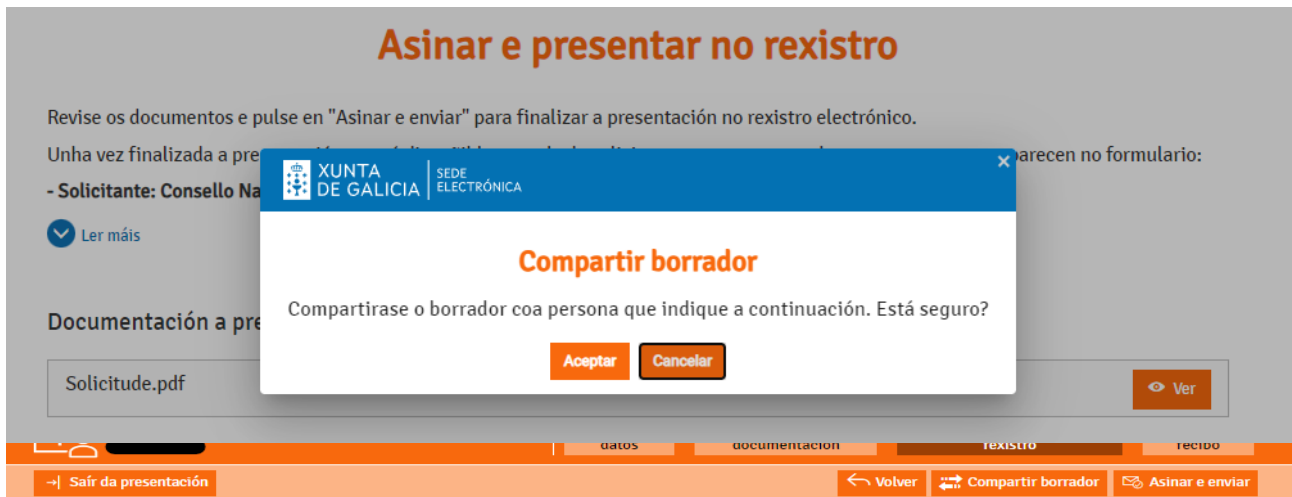 Asinar e presentar no rexistro
Revise os documentos e pulse en "Asinar e enviar" para finalizar a presentación no rexistro electrónico.
Unha vez finalizada a pre
parecen no formulario:
- Solicitante: Consello Na
Ler máis
XUNTA
DE GALICIA
SEDE
ELECTRÓNICA
×
Compartir borrador
Compartirase o borrador coa persona que indique a continuación. Está seguro?
Aceptar Cancelar
Documentación a pre
Solicitude.pdf
Ver
datos documentación rexistro recibo
Saír da presentación Volver Compartir borrador Asinar e enviar